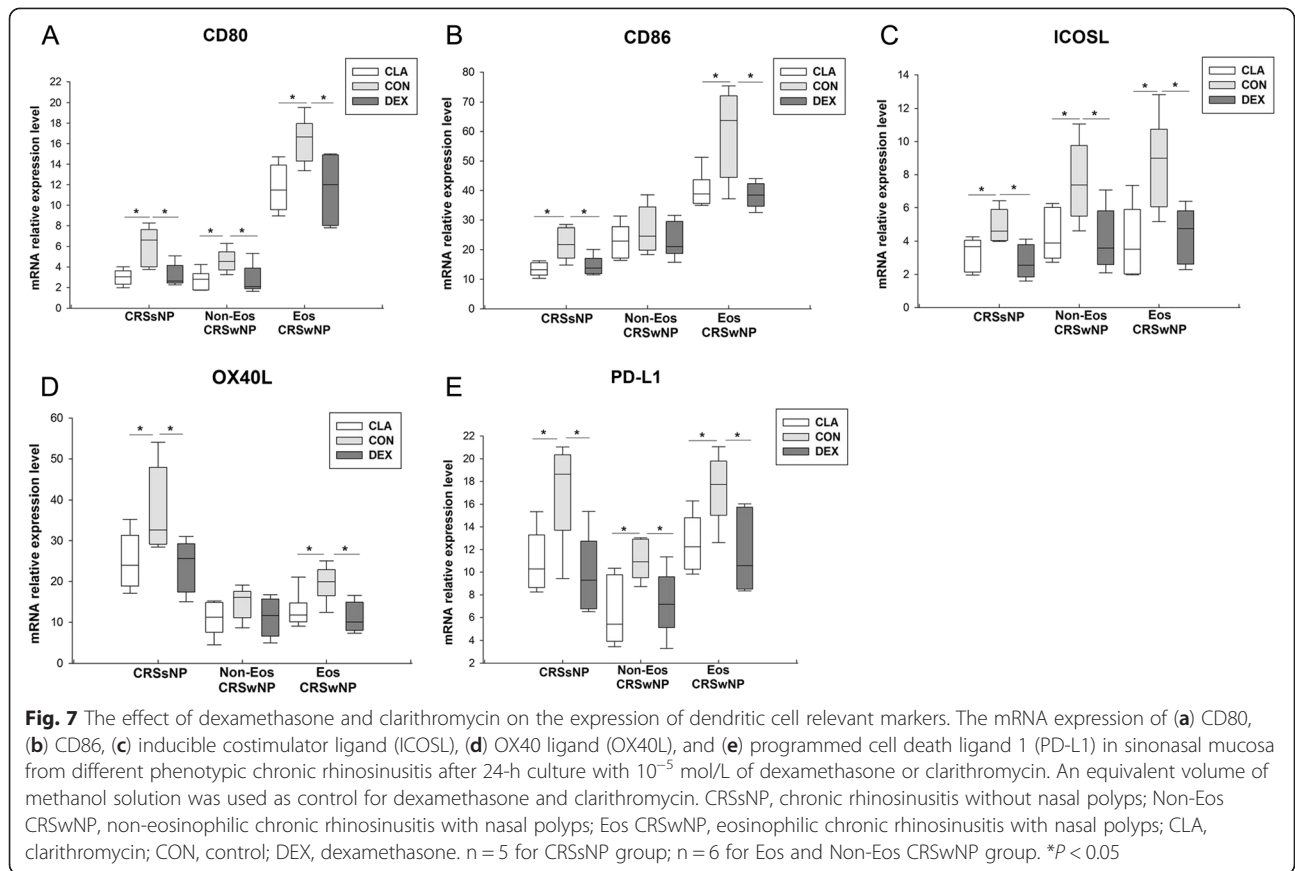 A
CD80
CLA
CON
DEX
mRNA relative expression level
22
20
18
16
14
12
10
8
6
4
2
0
* *
* *
* *
CRSsNP
Non-Eos
CRSwNP
Eos
CRSwNP
B
CD86
CLA
CON
DEX
mRNA relative expression level
80
70
60
50
40
30
20
10
0
* *
* *
CRSsNP
Non-Eos
CRSwNP
Eos
CRSwNP
C
ICOSL
CLA
CON
DEX
mRNA relative expression level
14
12
10
8
6
4
2
0
* *
* *
* *
CRSsNP
Non-Eos
CRSwNP
Eos
CRSwNP
D
OX40L
CLA
CON
DEX
mRNA relative expression level
60
50
40
30
20
10
0
* *
* *
CRSsNP
Non-Eos
CRSwNP
Eos
CRSwNP
E
PD-L1
CLA
CON
DEX
mRNA relative expression level
22
20
18
16
14
12
10
8
6
4
2
* *
* *
* *
CRSsNP
Non-Eos
CRSwNP
Eos
CRSwNP
Fig. 7 The effect of dexamethasone and clarithromycin on the expression of dendritic cell relevant markers. The mRNA expression of (a) CD80,
(b) CD86, (c) inducible costimulator ligand (ICOSL), (d) OX40 ligand (OX40L), and (e) programmed cell death ligand 1 (PD-L1) in sinonasal mucosa
from different phenotypic chronic rhinosinusitis after 24-h culture with 10⁻⁵ mol/L of dexamethasone or clarithromycin. An equivalent volume of
methanol solution was used as control for dexamethasone and clarithromycin. CRSsNP, chronic rhinosinusitis without nasal polyps; Non-Eos
CRSwNP, non-eosinophilic chronic rhinosinusitis with nasal polyps; Eos CRSwNP, eosinophilic chronic rhinosinusitis with nasal polyps; CLA,
clarithromycin; CON, control; DEX, dexamethasone. n = 5 for CRSsNP group; n = 6 for Eos and Non-Eos CRSwNP group. *P < 0.05